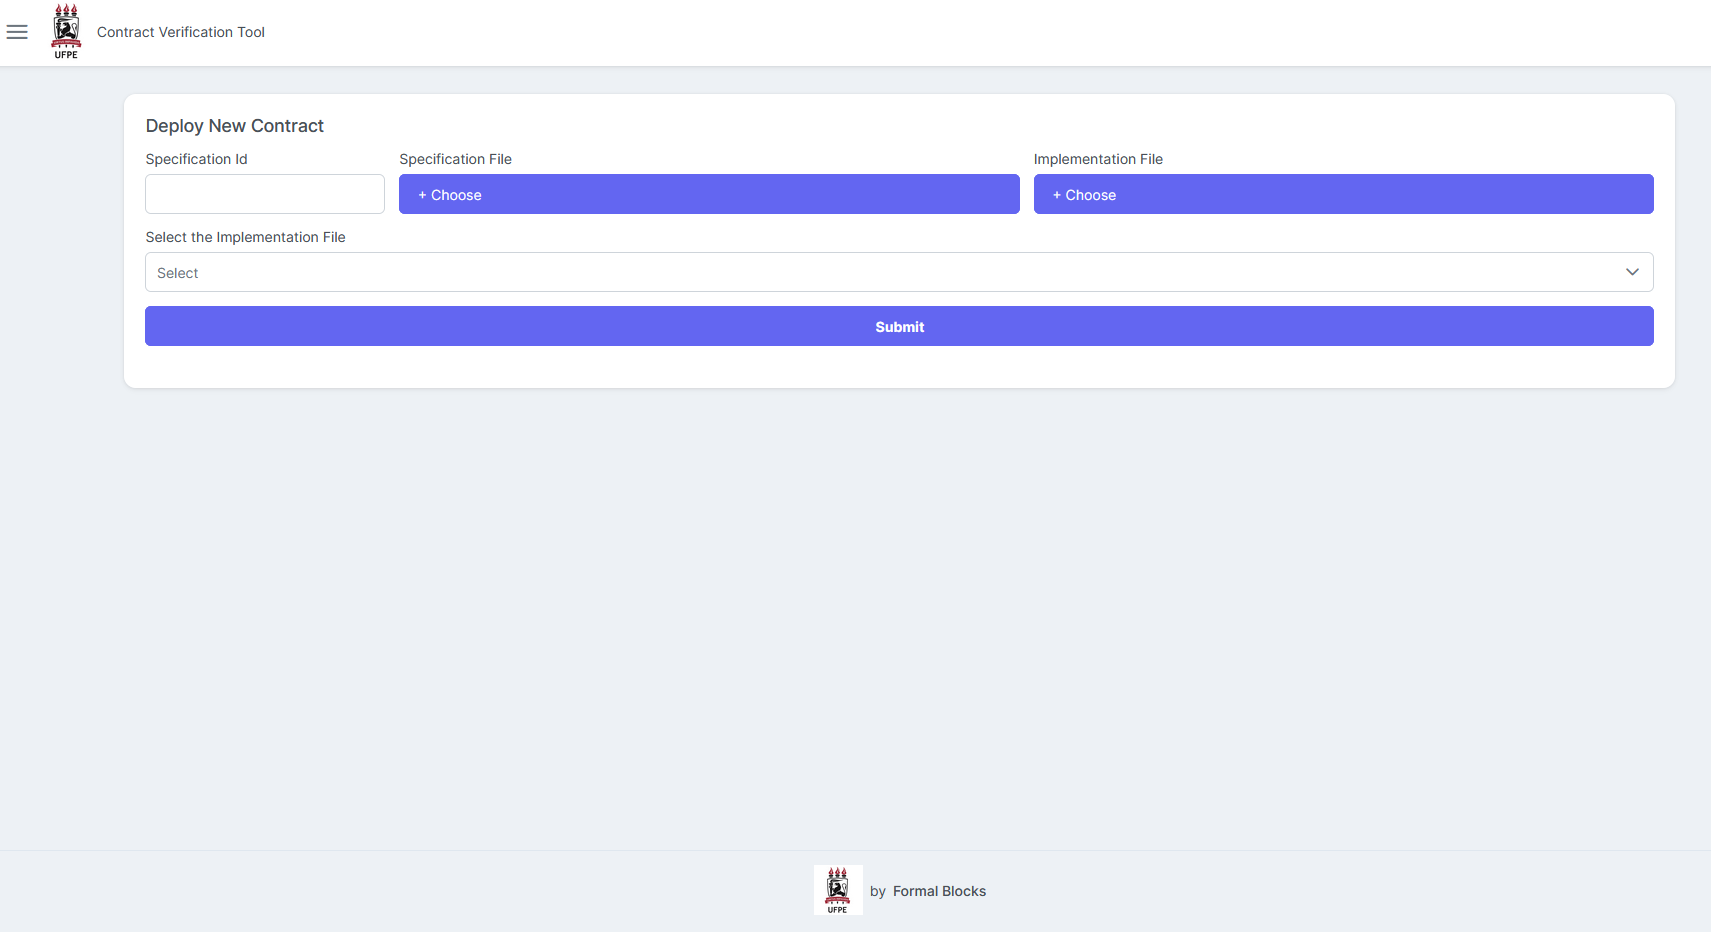 UFPE
Contract Verification Tool
Deploy New Contract
Specification Id
Specification File
Implementation File
+ Choose
+ Choose
Select the Implementation File
Select
Submit
UFPE
by Formal Blocks